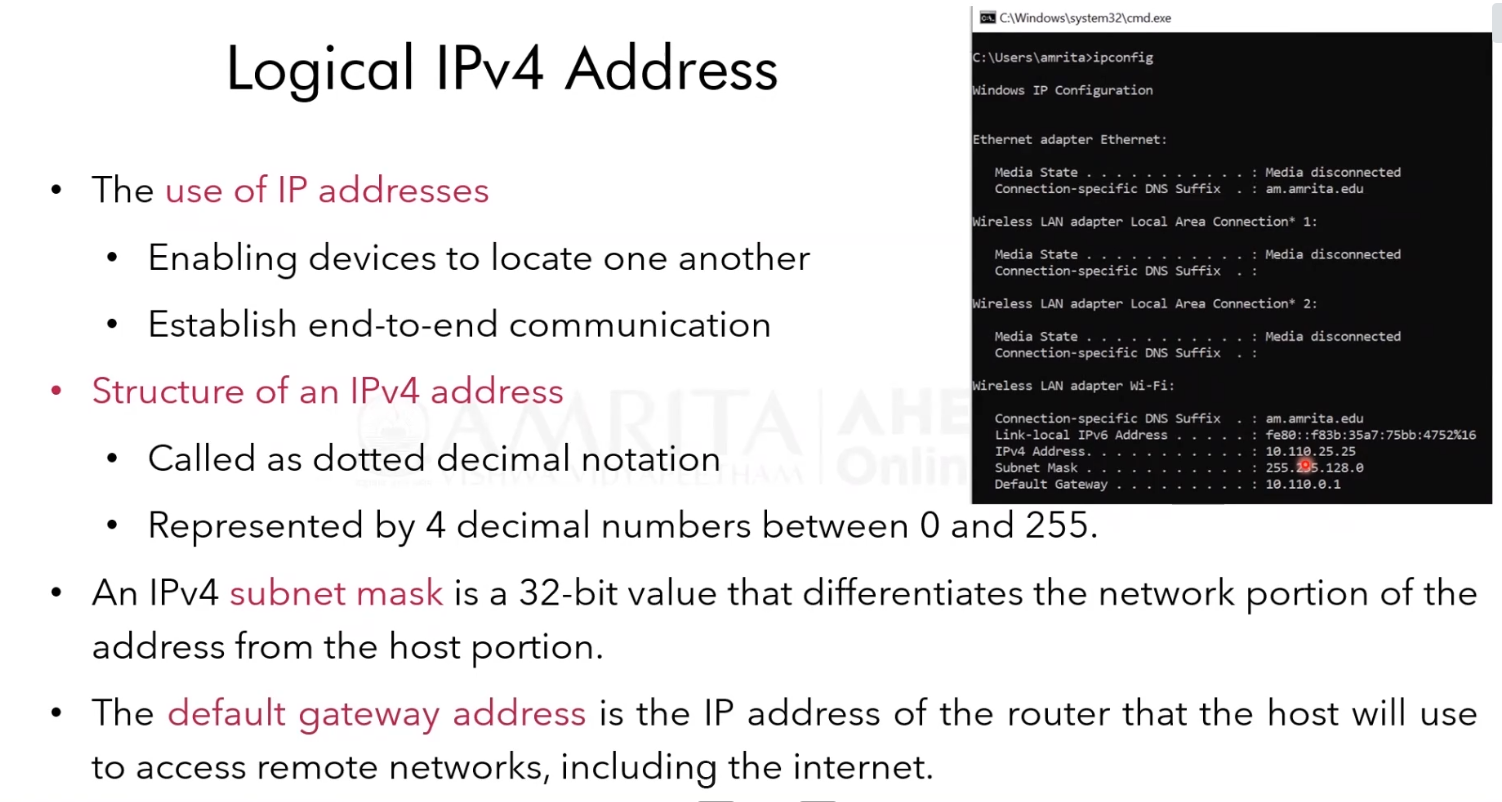 Logical IPv4 Address
• The use of IP addresses
• Enabling devices to locate one another
• Establish end-to-end communication
• Structure of an IPv4 address
• Called as dotted decimal notation
• Represented by 4 decimal numbers between 0 and 255.
• An IPv4 subnet mask is a 32-bit value that differentiates the network portion of the
address from the host portion.
• The default gateway address is the IP address of the router that the host will use
to access remote networks, including the internet.
C:\Windows\system32\cmd.exe
C:\Users\amrita>ipconfig
Windows IP Configuration
Ethernet adapter Ethernet:
Media State . . . . . . . . . . . : Media disconnected
Connection-specific DNS Suffix . : am.amrita.edu
Wireless LAN adapter Local Area Connection* 1:
Media State . . . . . . . . . . . : Media disconnected
Connection-specific DNS Suffix . :
Wireless LAN adapter Local Area Connection* 2:
Media State . . . . . . . . . . . : Media disconnected
Connection-specific DNS Suffix . :
Wireless LAN adapter Wi-Fi:
Connection-specific DNS Suffix . : am.amrita.edu
Link-local IPv6 Address . . . . . : fe80::f83b:35a7:75bb:4752%16
IPv4 Address. . . . . . . . . . . : 10.110.25.25
Subnet Mask . . . . . . . . . . . : 255.255.128.0
Default Gateway . . . . . . . . . : 10.110.0.1
AMRITA AHE
VISHWA VIDYAPEETHAM Onlin